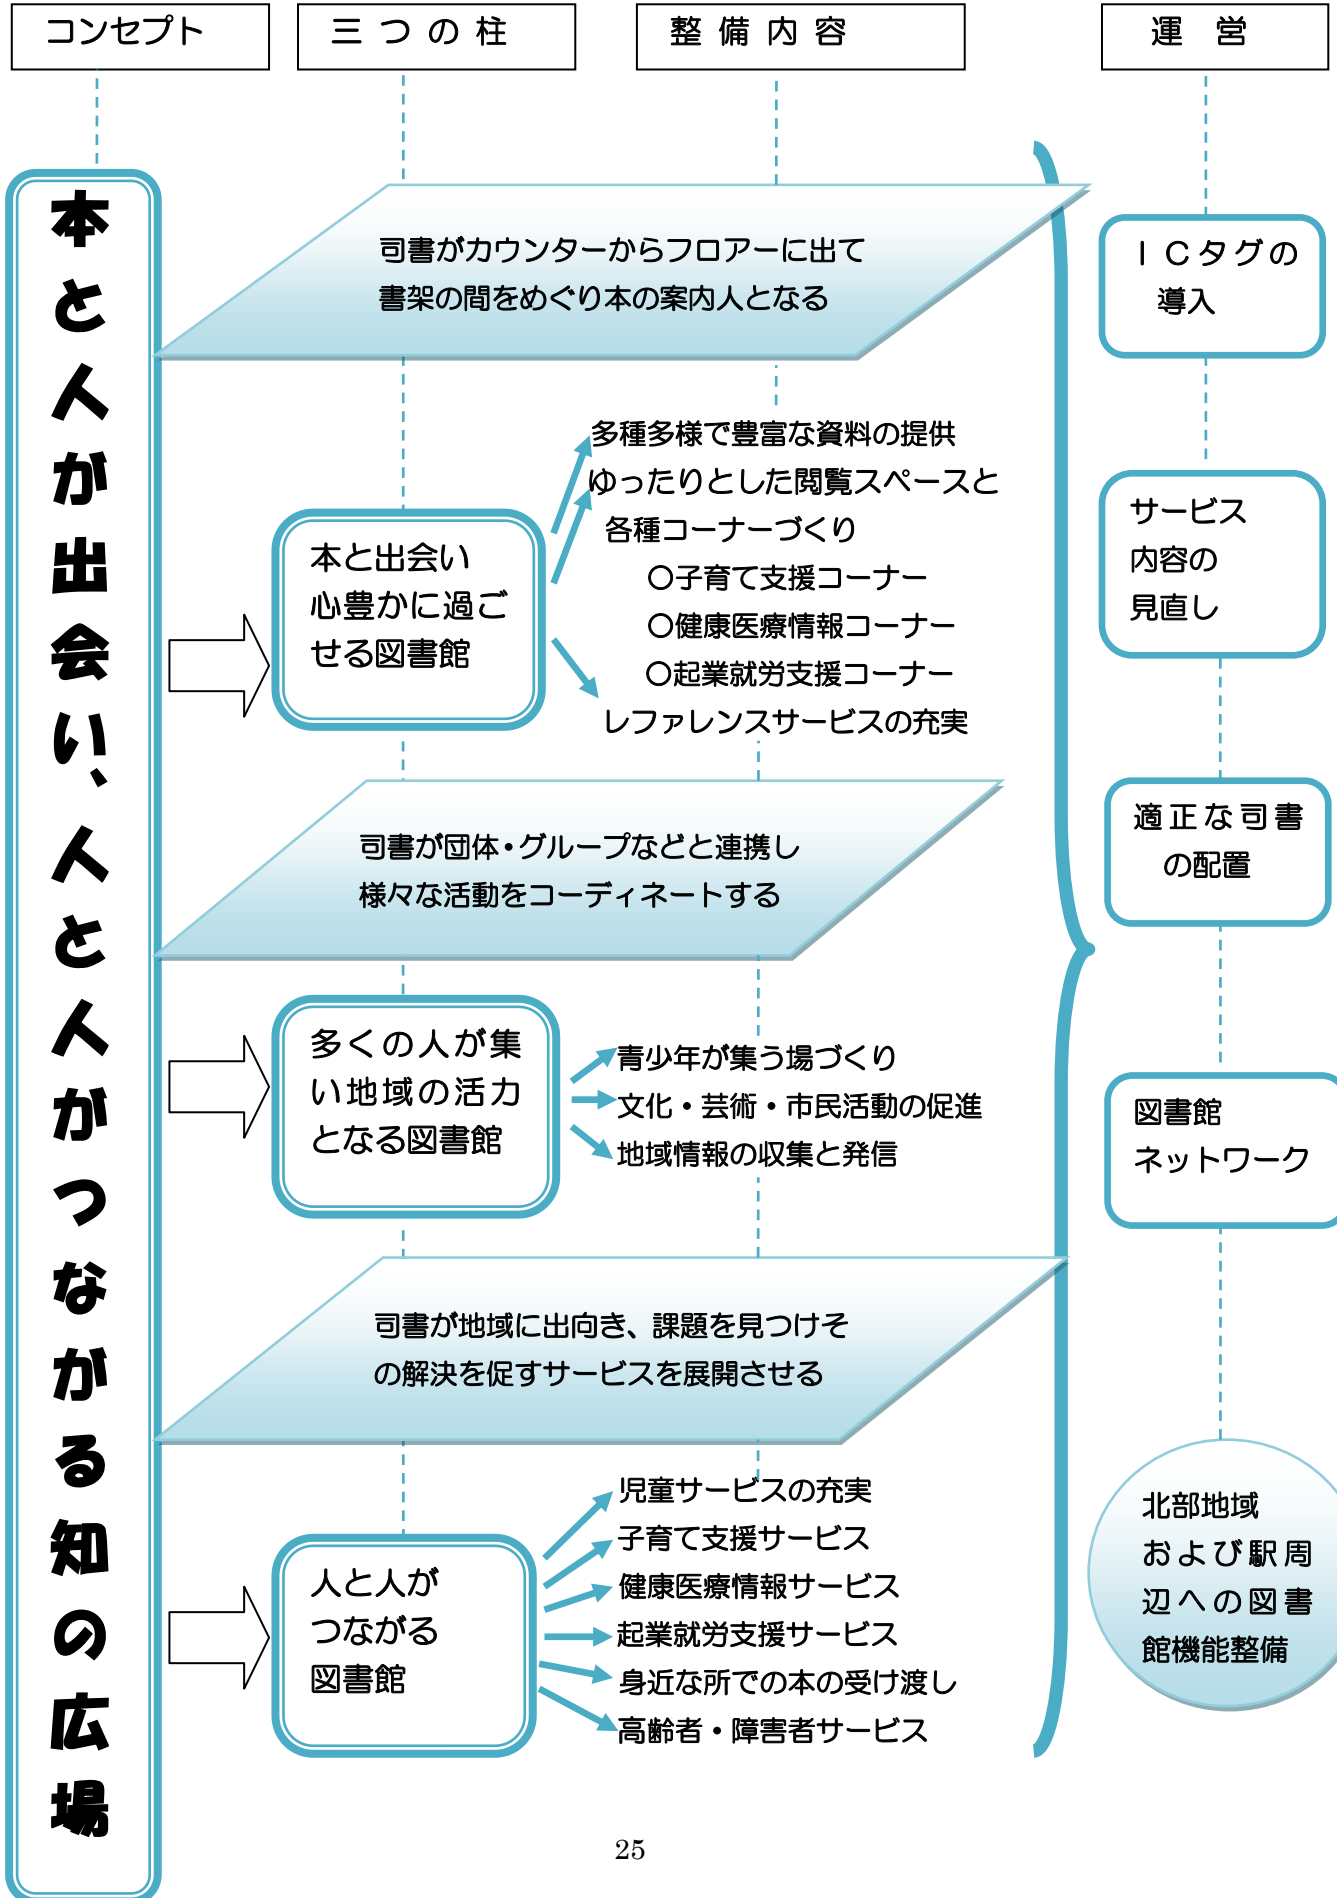 コンセプト
三つの柱
整備内容
運営
本と人が出会い、人と人がつながる知の広場
司書がカウンターからフロアーに出て
書架の間をめぐり本の案内人となる
本と出会い
心豊かに過ご
せる図書館
多種多様で豊富な資料の提供
ゆったりとした閲覧スペースと
各種コーナーづくり
○子育て支援コーナー
○健康医療情報コーナー
○起業就労支援コーナー
レファレンスサービスの充実
司書が団体・グループなどと連携し
様々な活動をコーディネートする
多くの人が集
い地域の活力
となる図書館
青少年が集う場づくり
文化・芸術・市民活動の促進
地域情報の収集と発信
司書が地域に出向き、課題を見つけそ
の解決を促すサービスを展開させる
人と人が
つながる
図書館
児童サービスの充実
子育て支援サービス
健康医療情報サービス
起業就労支援サービス
身近な所での本の受け渡し
高齢者・障害者サービス
ICタグの
導入
サービス
内容の
見直し
適正な司書
の配置
図書館
ネットワーク
北部地域
および駅周
辺への図書
館機能整備
25